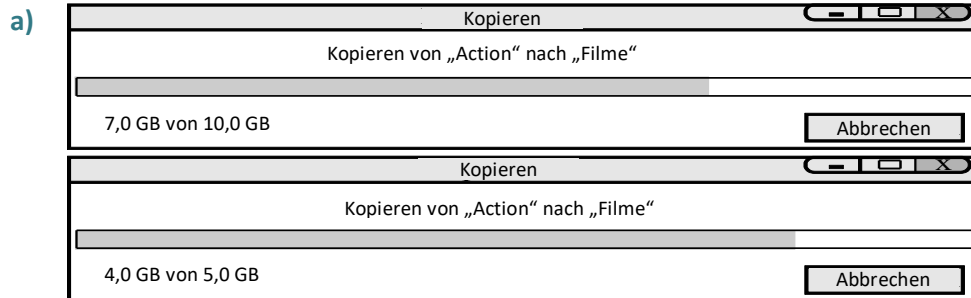 a)
Kopieren
X
Kopieren von „Action“ nach „Filme“
7,0 GB von 10,0 GB
Abbrechen
Kopieren
X
Kopieren von „Action“ nach „Filme“
4,0 GB von 5,0 GB
Abbrechen